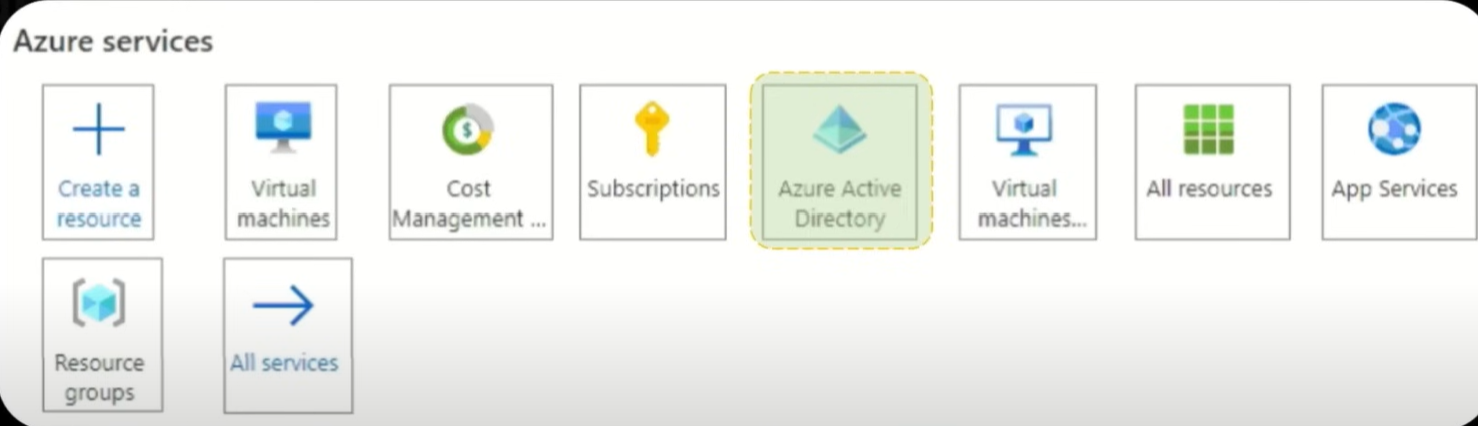 Azure services
Create a
resource
Virtual
machines
Cost
Management ...
Subscriptions
Azure Active
Directory
Virtual
machines...
All resources
App Services
Resource
groups
All services